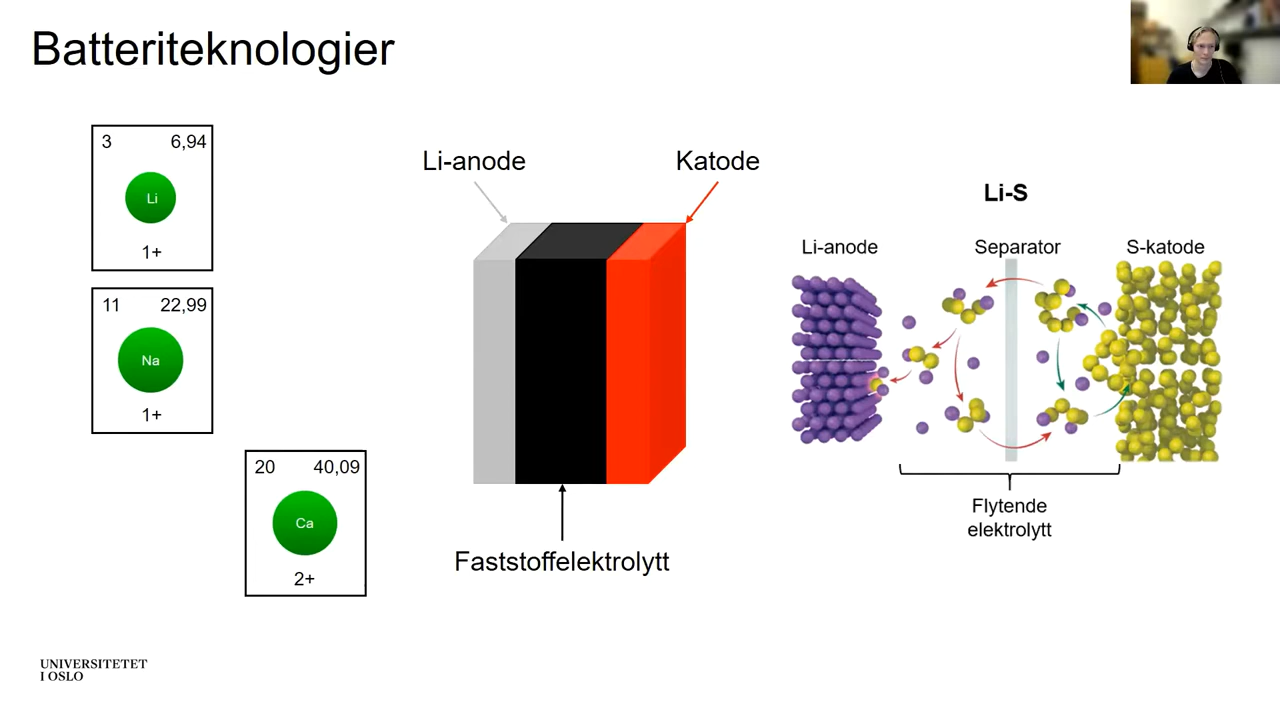 Batteriteknologier
3 6,94
Li
1+
11 22,99
Na
1+
20 40,09
Ca
2+
Li-anode
Katode
Faststoffelektrolytt
Li-S
Li-anode
Separator
S-katode
Flytende
elektrolytt
UNIVERSITETET
I OSLO